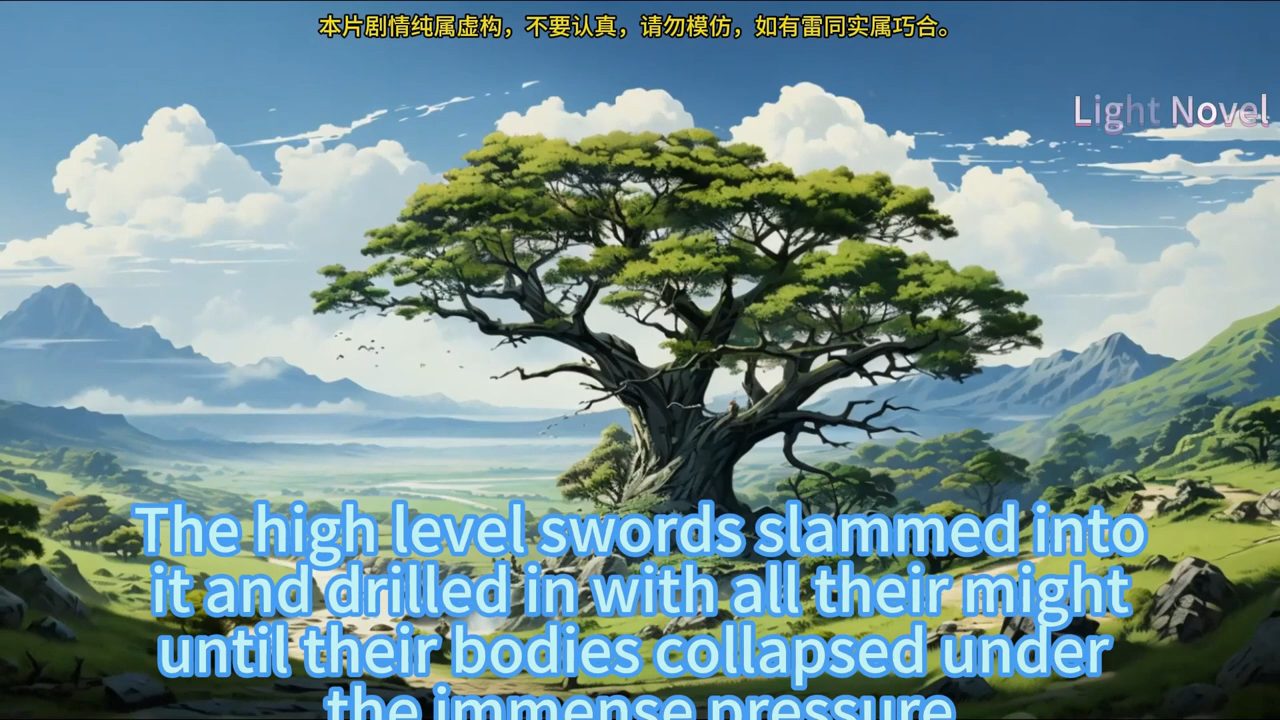 本片剧情纯属虚构，不要认真，请勿模仿，如有雷同实属巧合。
Light Novel
The high level swords slammed into
it and drilled in with all their might
until their bodies collapsed under
the immense pressure